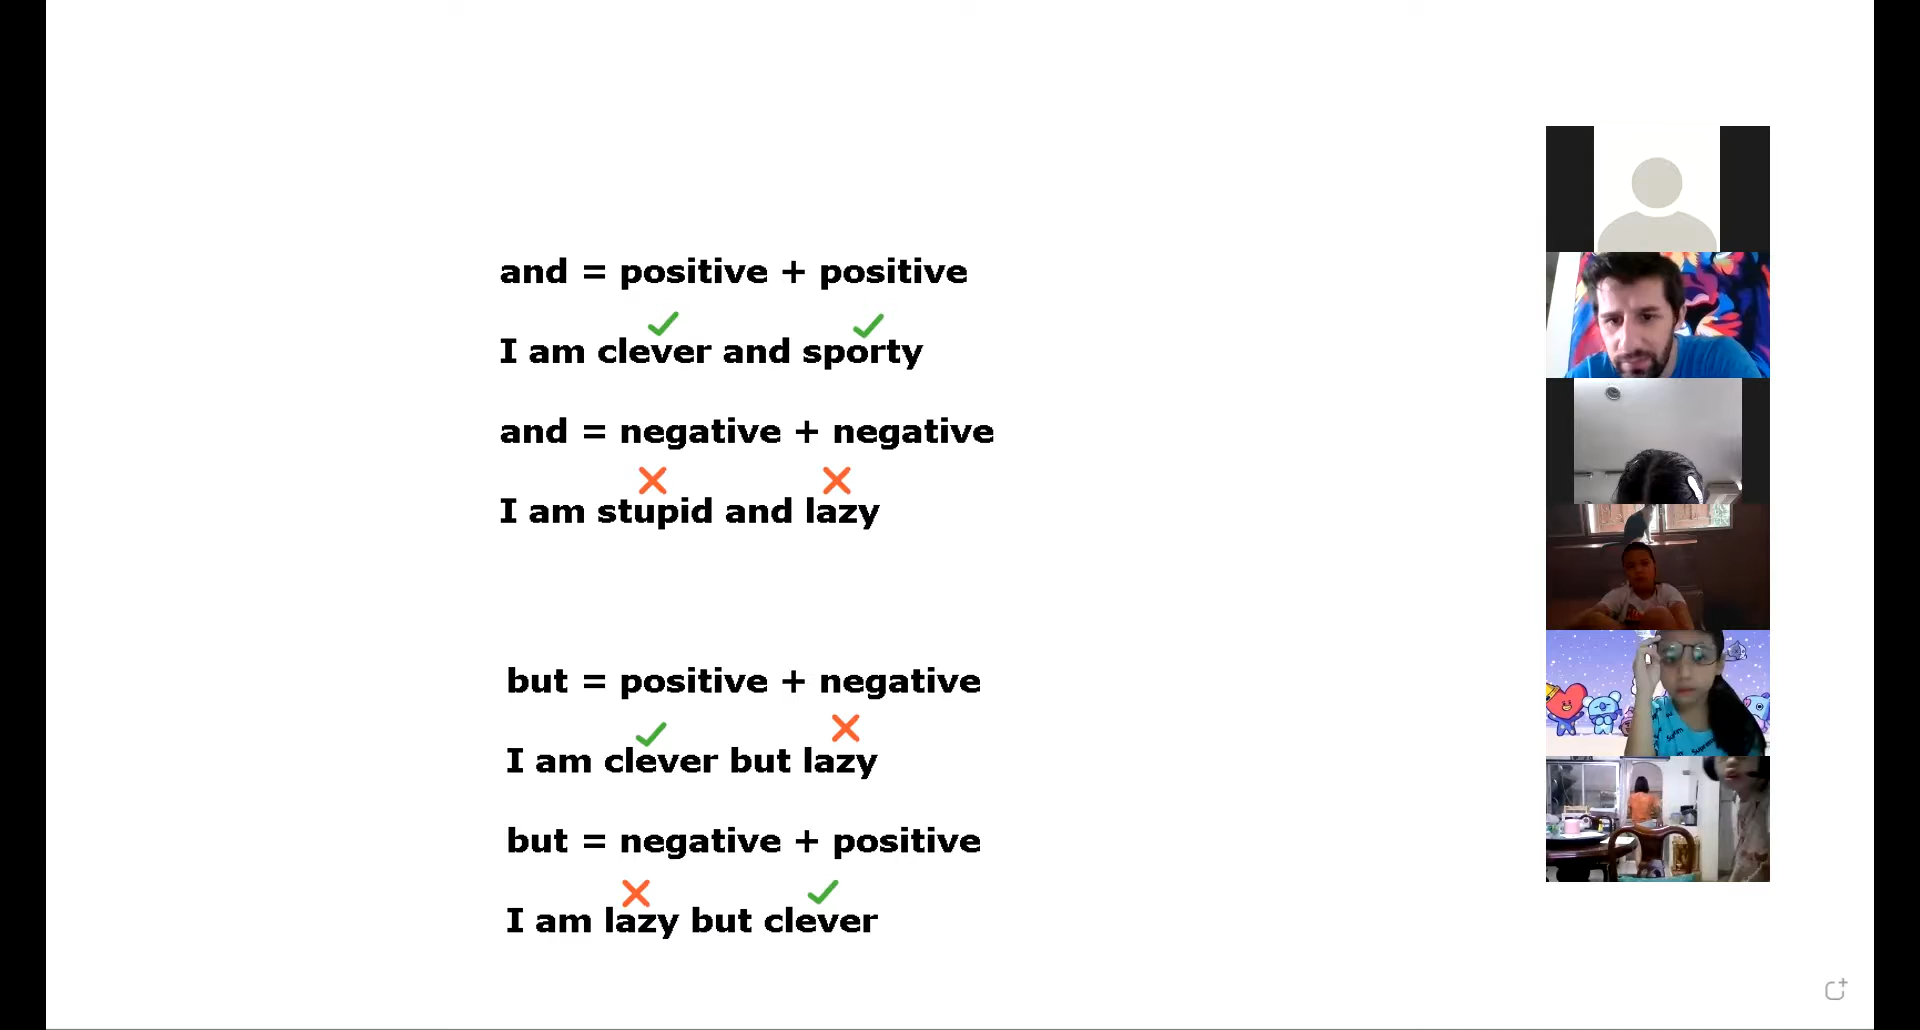 and = positive + positive
I am clever and sporty
and = negative + negative
I am stupid and lazy
but = positive + negative
I am clever but lazy
but = negative + positive
I am lazy but clever